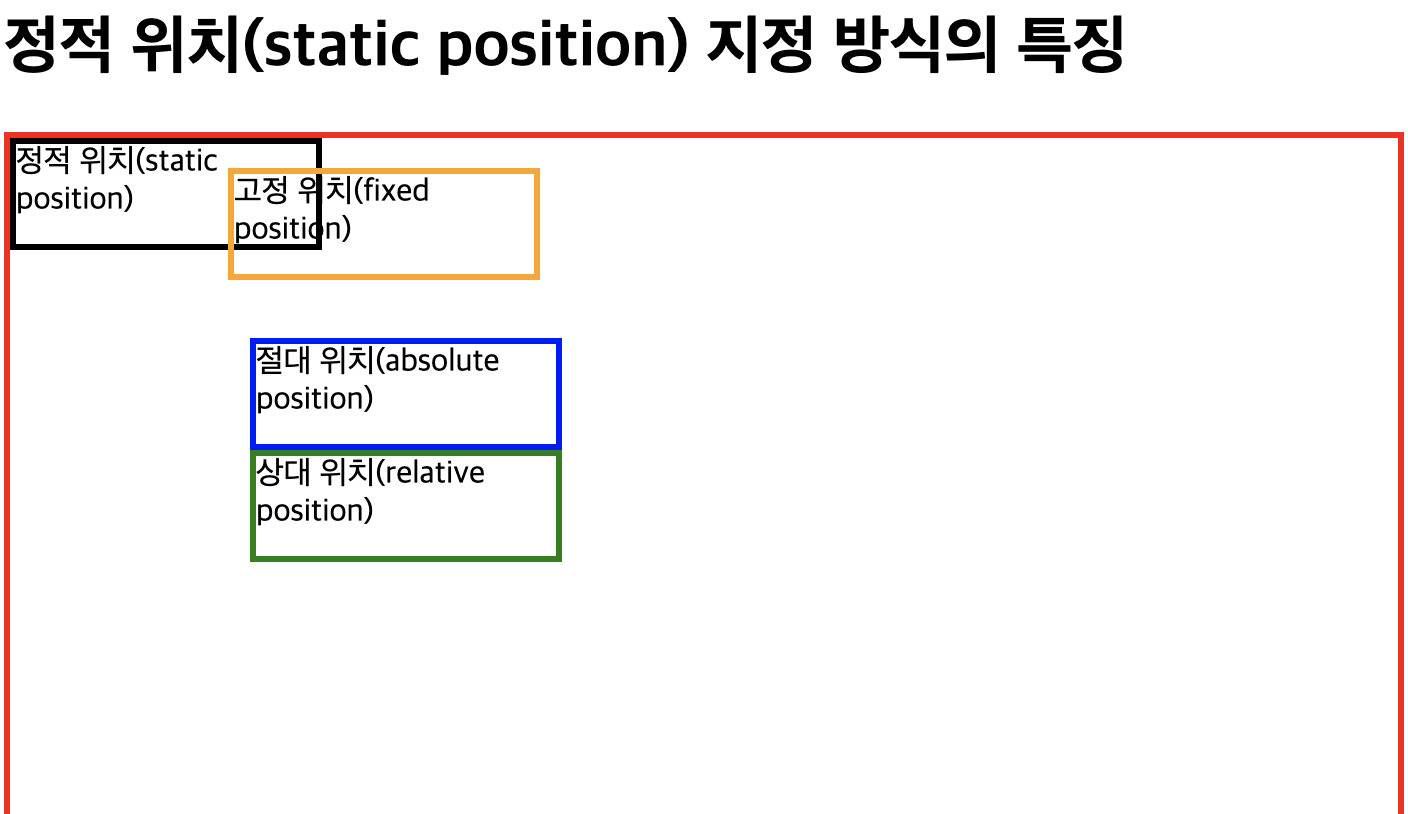 정적 위치(static position) 지정 방식의 특징
정적 위치(static
position)
고정 위치(fixed
position)
절대 위치(absolute
position)
상대 위치(relative
position)